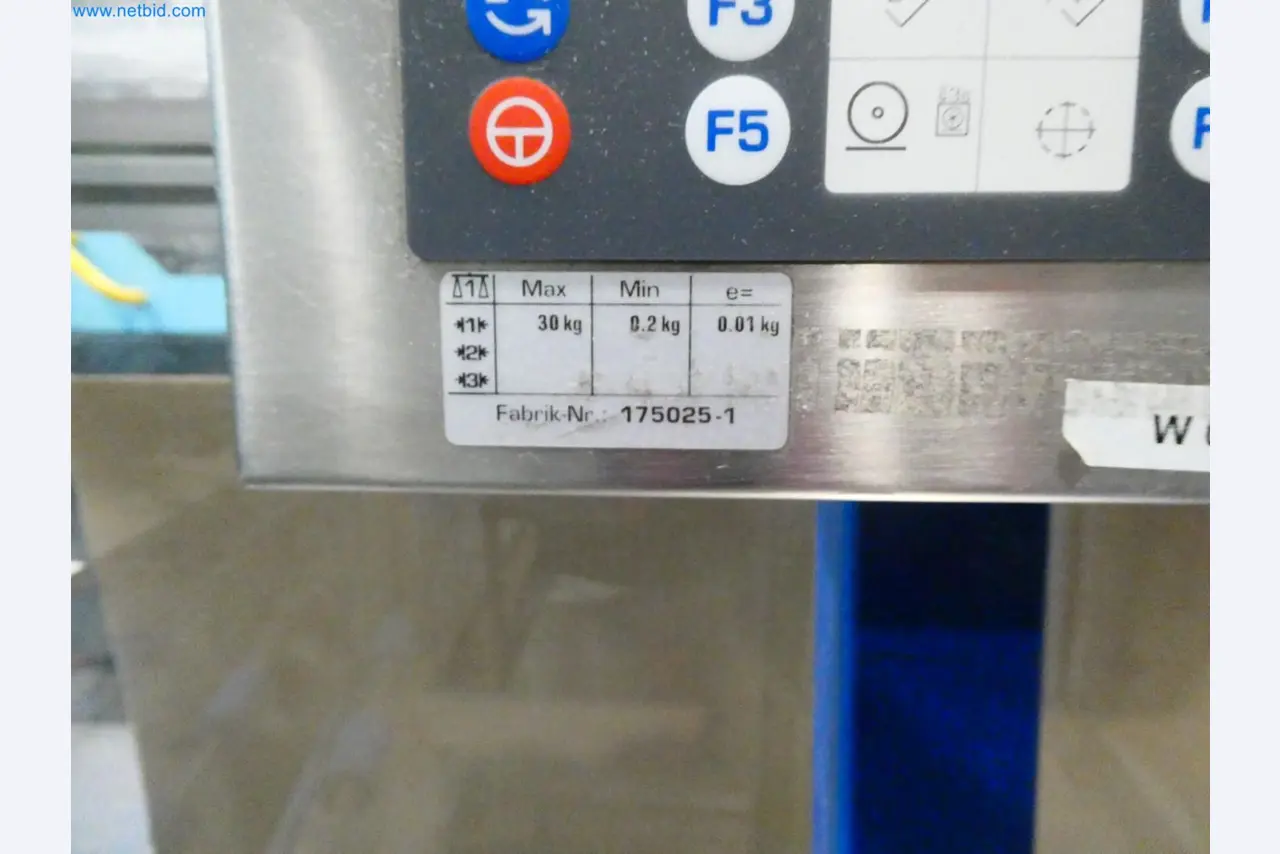 www.netbid.com
F3
F5
1 Max Min e=
1 30 kg 0.2 kg 0.01 kg
2
3
Fabrik-Nr.: 175025-1
W